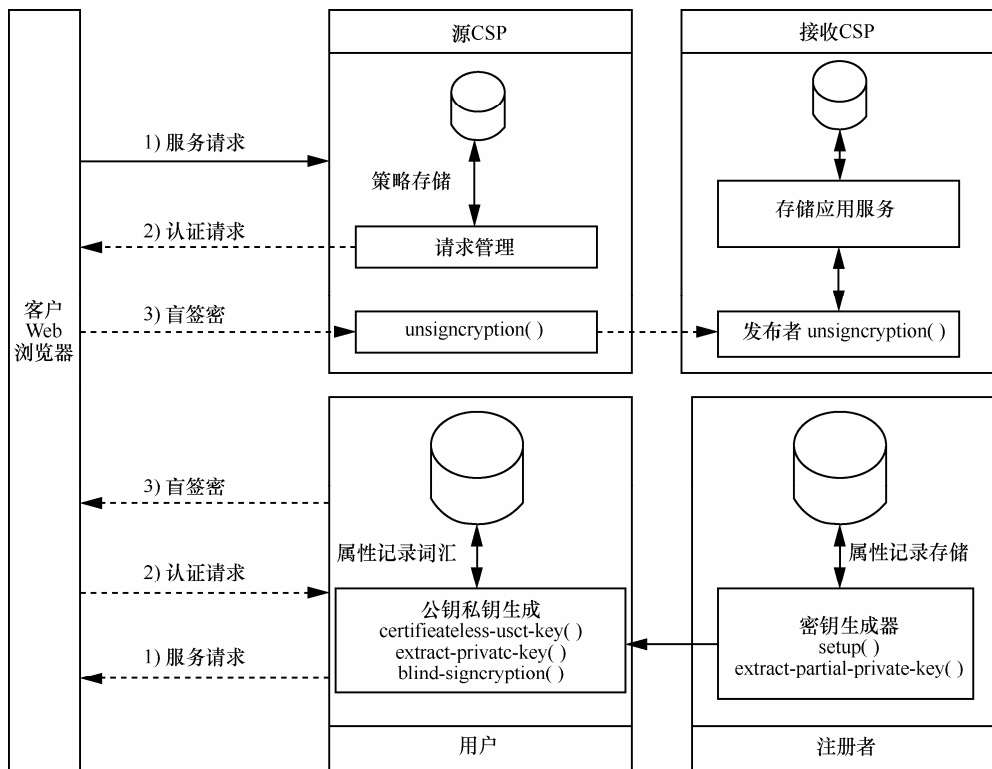 源CSP
接收CSP
1) 服务请求
策略存储
存储应用服务
2) 认证请求
请求管理
客户
Web
浏览器
3) 盲签密
unsigncryption( )
发布者 unsigncryption( )
3) 盲签密
属性记录词汇
属性记录存储
2) 认证请求
公钥私钥生成
certifieateless-usct-key( )
extract-privatc-key( )
blind-signcryption( )
密钥生成器
setup( )
extract-partial-private-key( )
1) 服务请求
用户
注册者